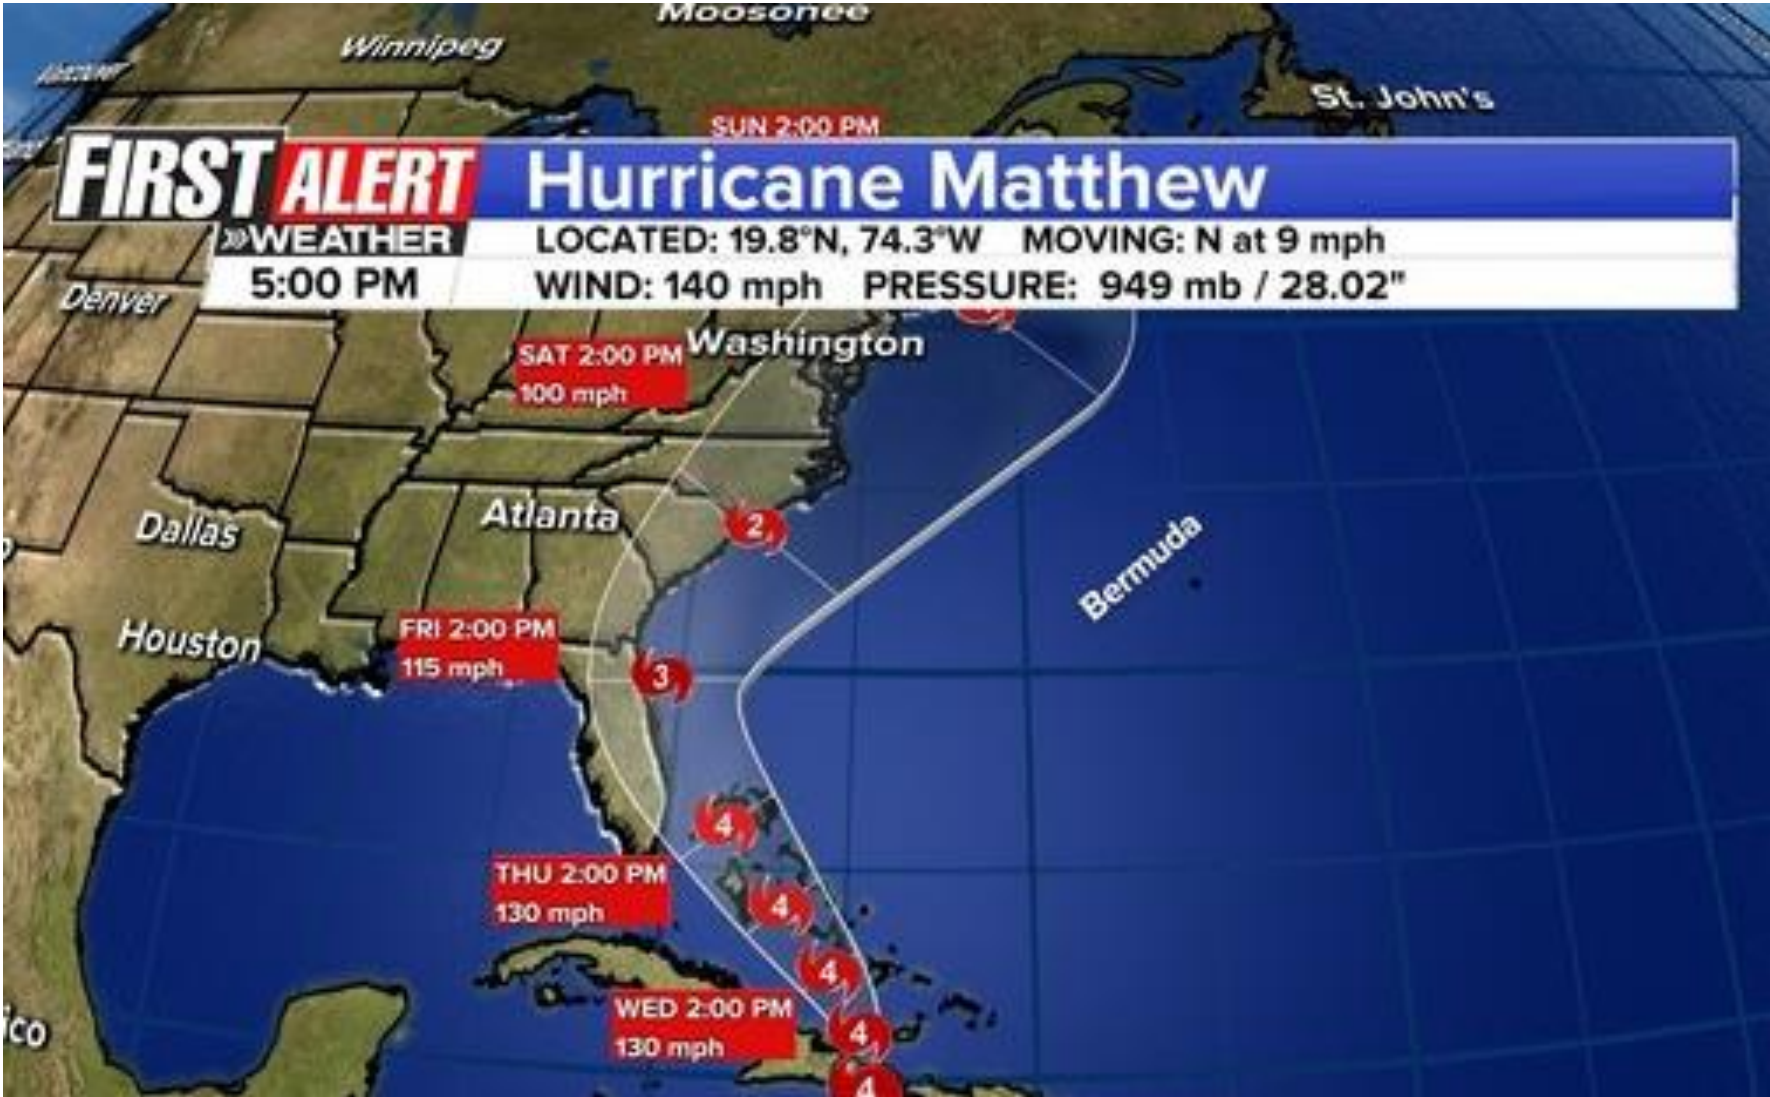 Moosonee
Winnipeg
St. John's
SUN 2:00 PM
FIRST ALERT
»WEATHER
5:00 PM
Hurricane Matthew
LOCATED: 19.8°N, 74.3°W MOVING: N at 9 mph
WIND: 140 mph PRESSURE: 949 mb / 28.02"
Denver
Washington
SAT 2:00 PM
100 mph
Atlanta
2
Dallas
Bermuda
Houston
FRI 2:00 PM
115 mph
3
4
THU 2:00 PM
130 mph
4
4
WED 2:00 PM
130 mph
4
ico
4